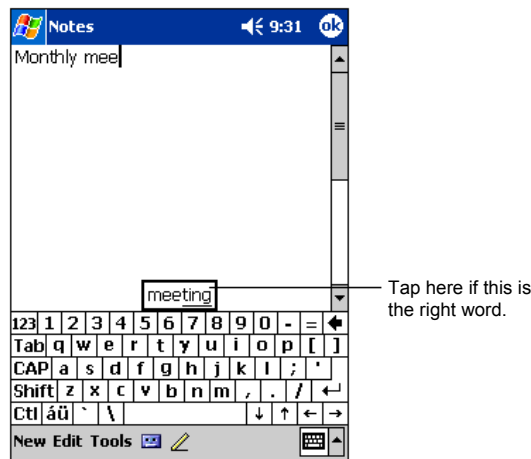 Notes 9:31 ok
Monthly mee
meeting
Tap here if this is
the right word.
123 1 2 3 4 5 6 7 8 9 0 - =
Tab q w e r t y u i o p [ ]
CAP a s d f g h j k l ; '
Shift z x c v b n m , . /
Ctl áü ` \ ↓ ↑ ← →
New Edit Tools